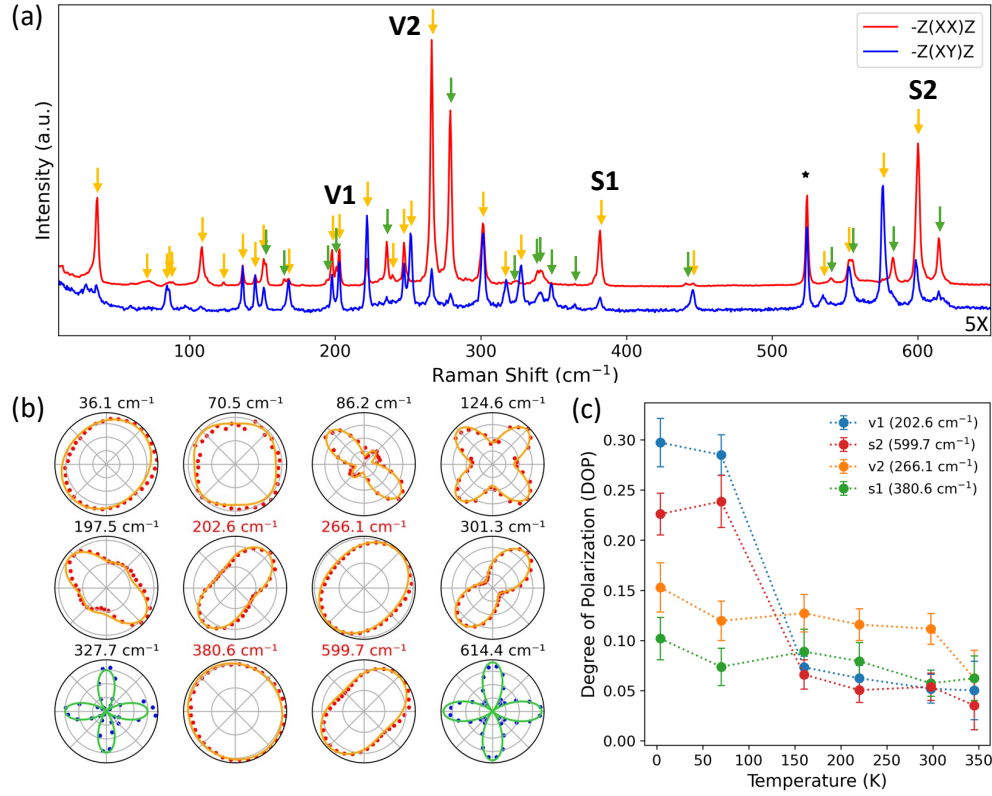 (a)
V2
-Z(XX)Z
-Z(XY)Z
S2
V1
S1
*
5X
Intensity (a.u.)
100 200 300 400 500 600
Raman Shift (cm⁻¹)
(b)
36.1 cm⁻¹ 70.5 cm⁻¹ 86.2 cm⁻¹ 124.6 cm⁻¹
197.5 cm⁻¹ 202.6 cm⁻¹ 266.1 cm⁻¹ 301.3 cm⁻¹
327.7 cm⁻¹ 380.6 cm⁻¹ 599.7 cm⁻¹ 614.4 cm⁻¹
(c)
v1 (202.6 cm⁻¹)
s2 (599.7 cm⁻¹)
v2 (266.1 cm⁻¹)
s1 (380.6 cm⁻¹)
Degree of Polarization (DOP)
0.30
0.25
0.20
0.15
0.10
0.05
0.00
0 50 100 150 200 250 300 350
Temperature (K)